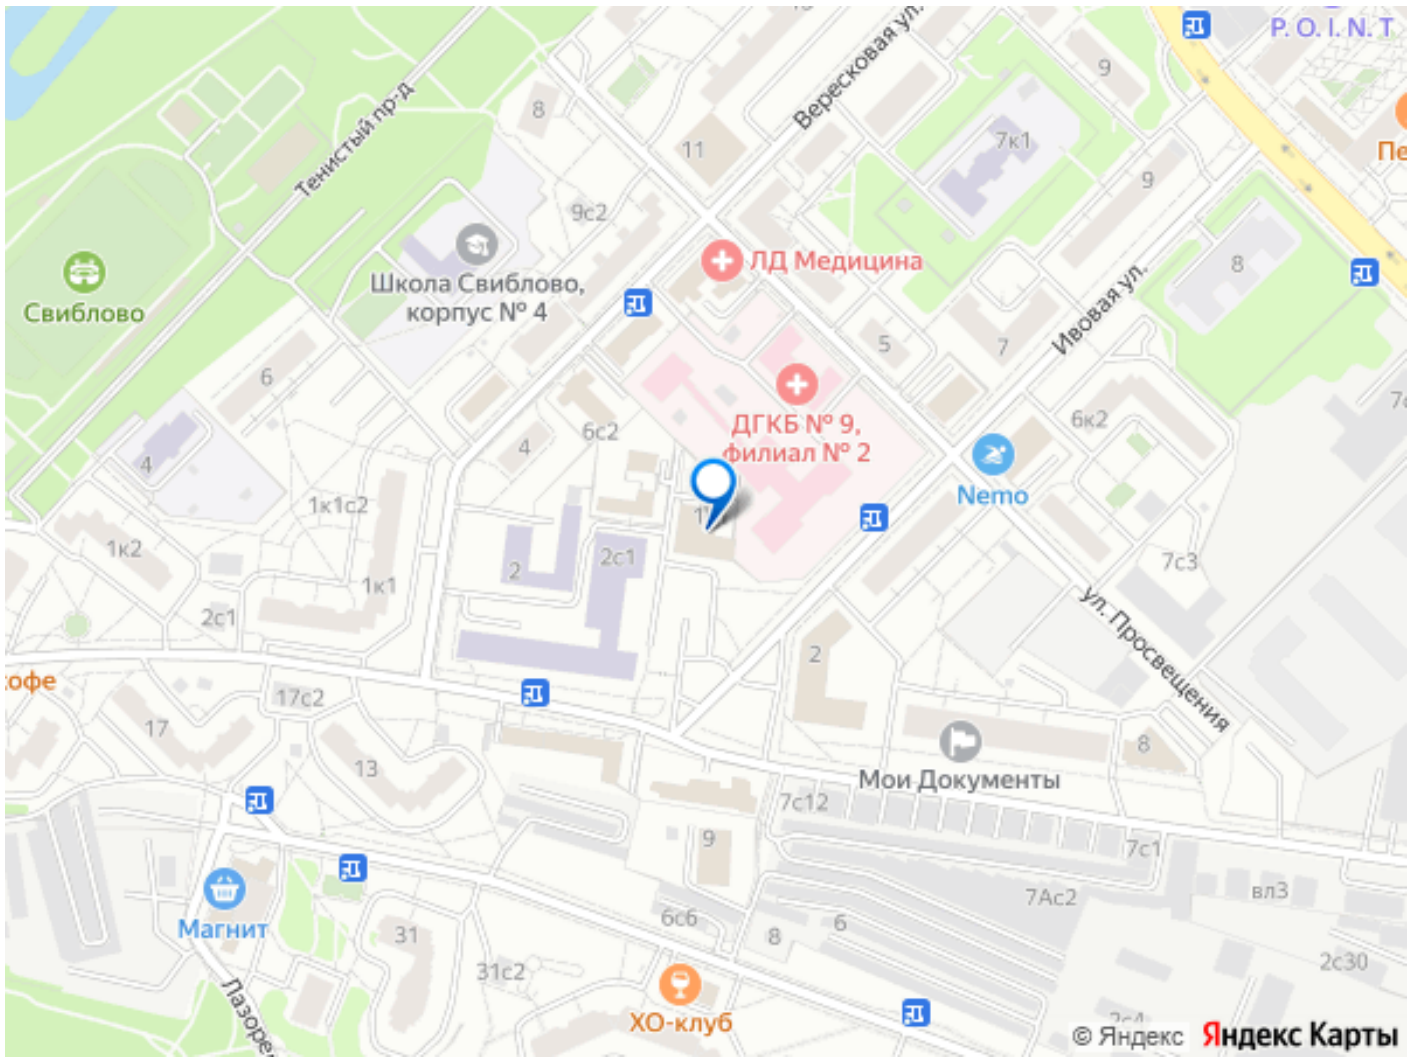 P.O.I.N.T
Вересковая ул.
9
8
Тенистый пр-д
11
7к1
Пе
9
9с2
ЛД Медицина
8
Школа Свиблово,
корпус № 4
Свиблово
Ивовая ул.
5
7
6
ДГКБ № 9,
филиал № 2
6к2
6с2
4
4
Nemo
1к1с2
1к2
2с1
2
7с3
1к1
2с1
ул. Просвещения
2
офе
17с2
17
8
13
Мои Документы
7с12
9
7с1
7Ас2
вл3
Магнит
6с6
6
8
31
31с2
2с30
ХО-клуб
© Яндекс
Яндекс Карты